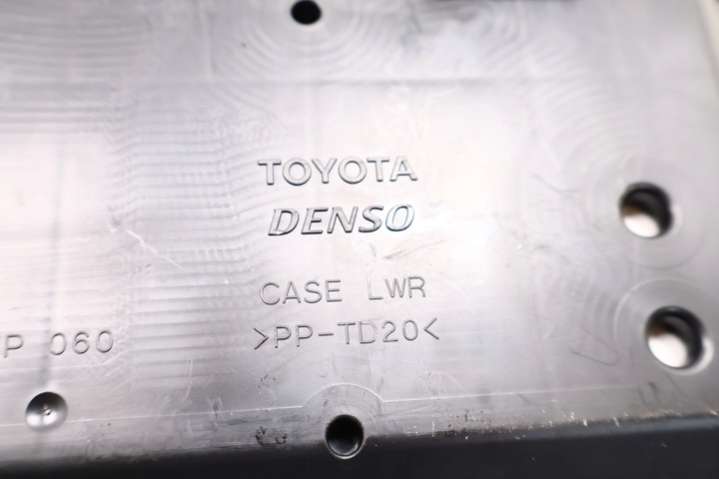 TOYOTA
DENSO
CASE LWR
>PP-TD20<
P 060